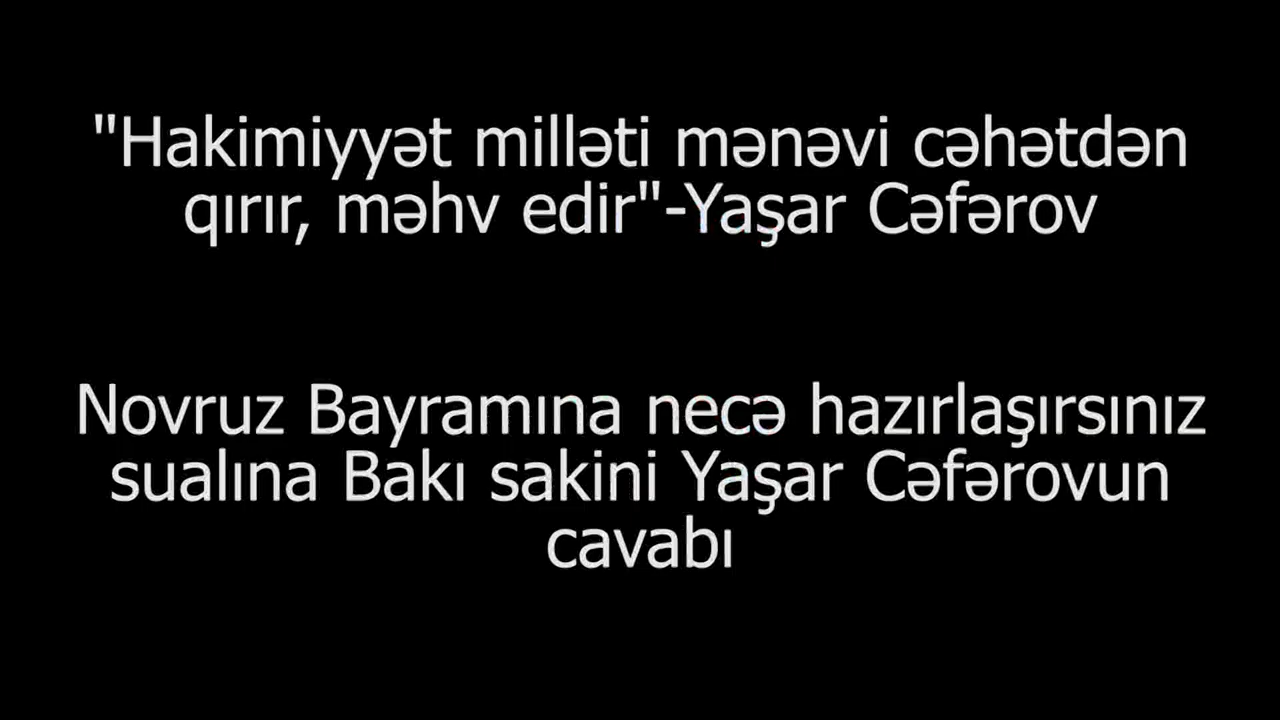 "Hakimiyyət milləti mənəvi cəhətdən
qırır, məhv edir"-Yaşar Cəfərov
Novruz Bayramına necə hazırlaşırsınız
sualına Bakı sakini Yaşar Cəfərovun
cavabı